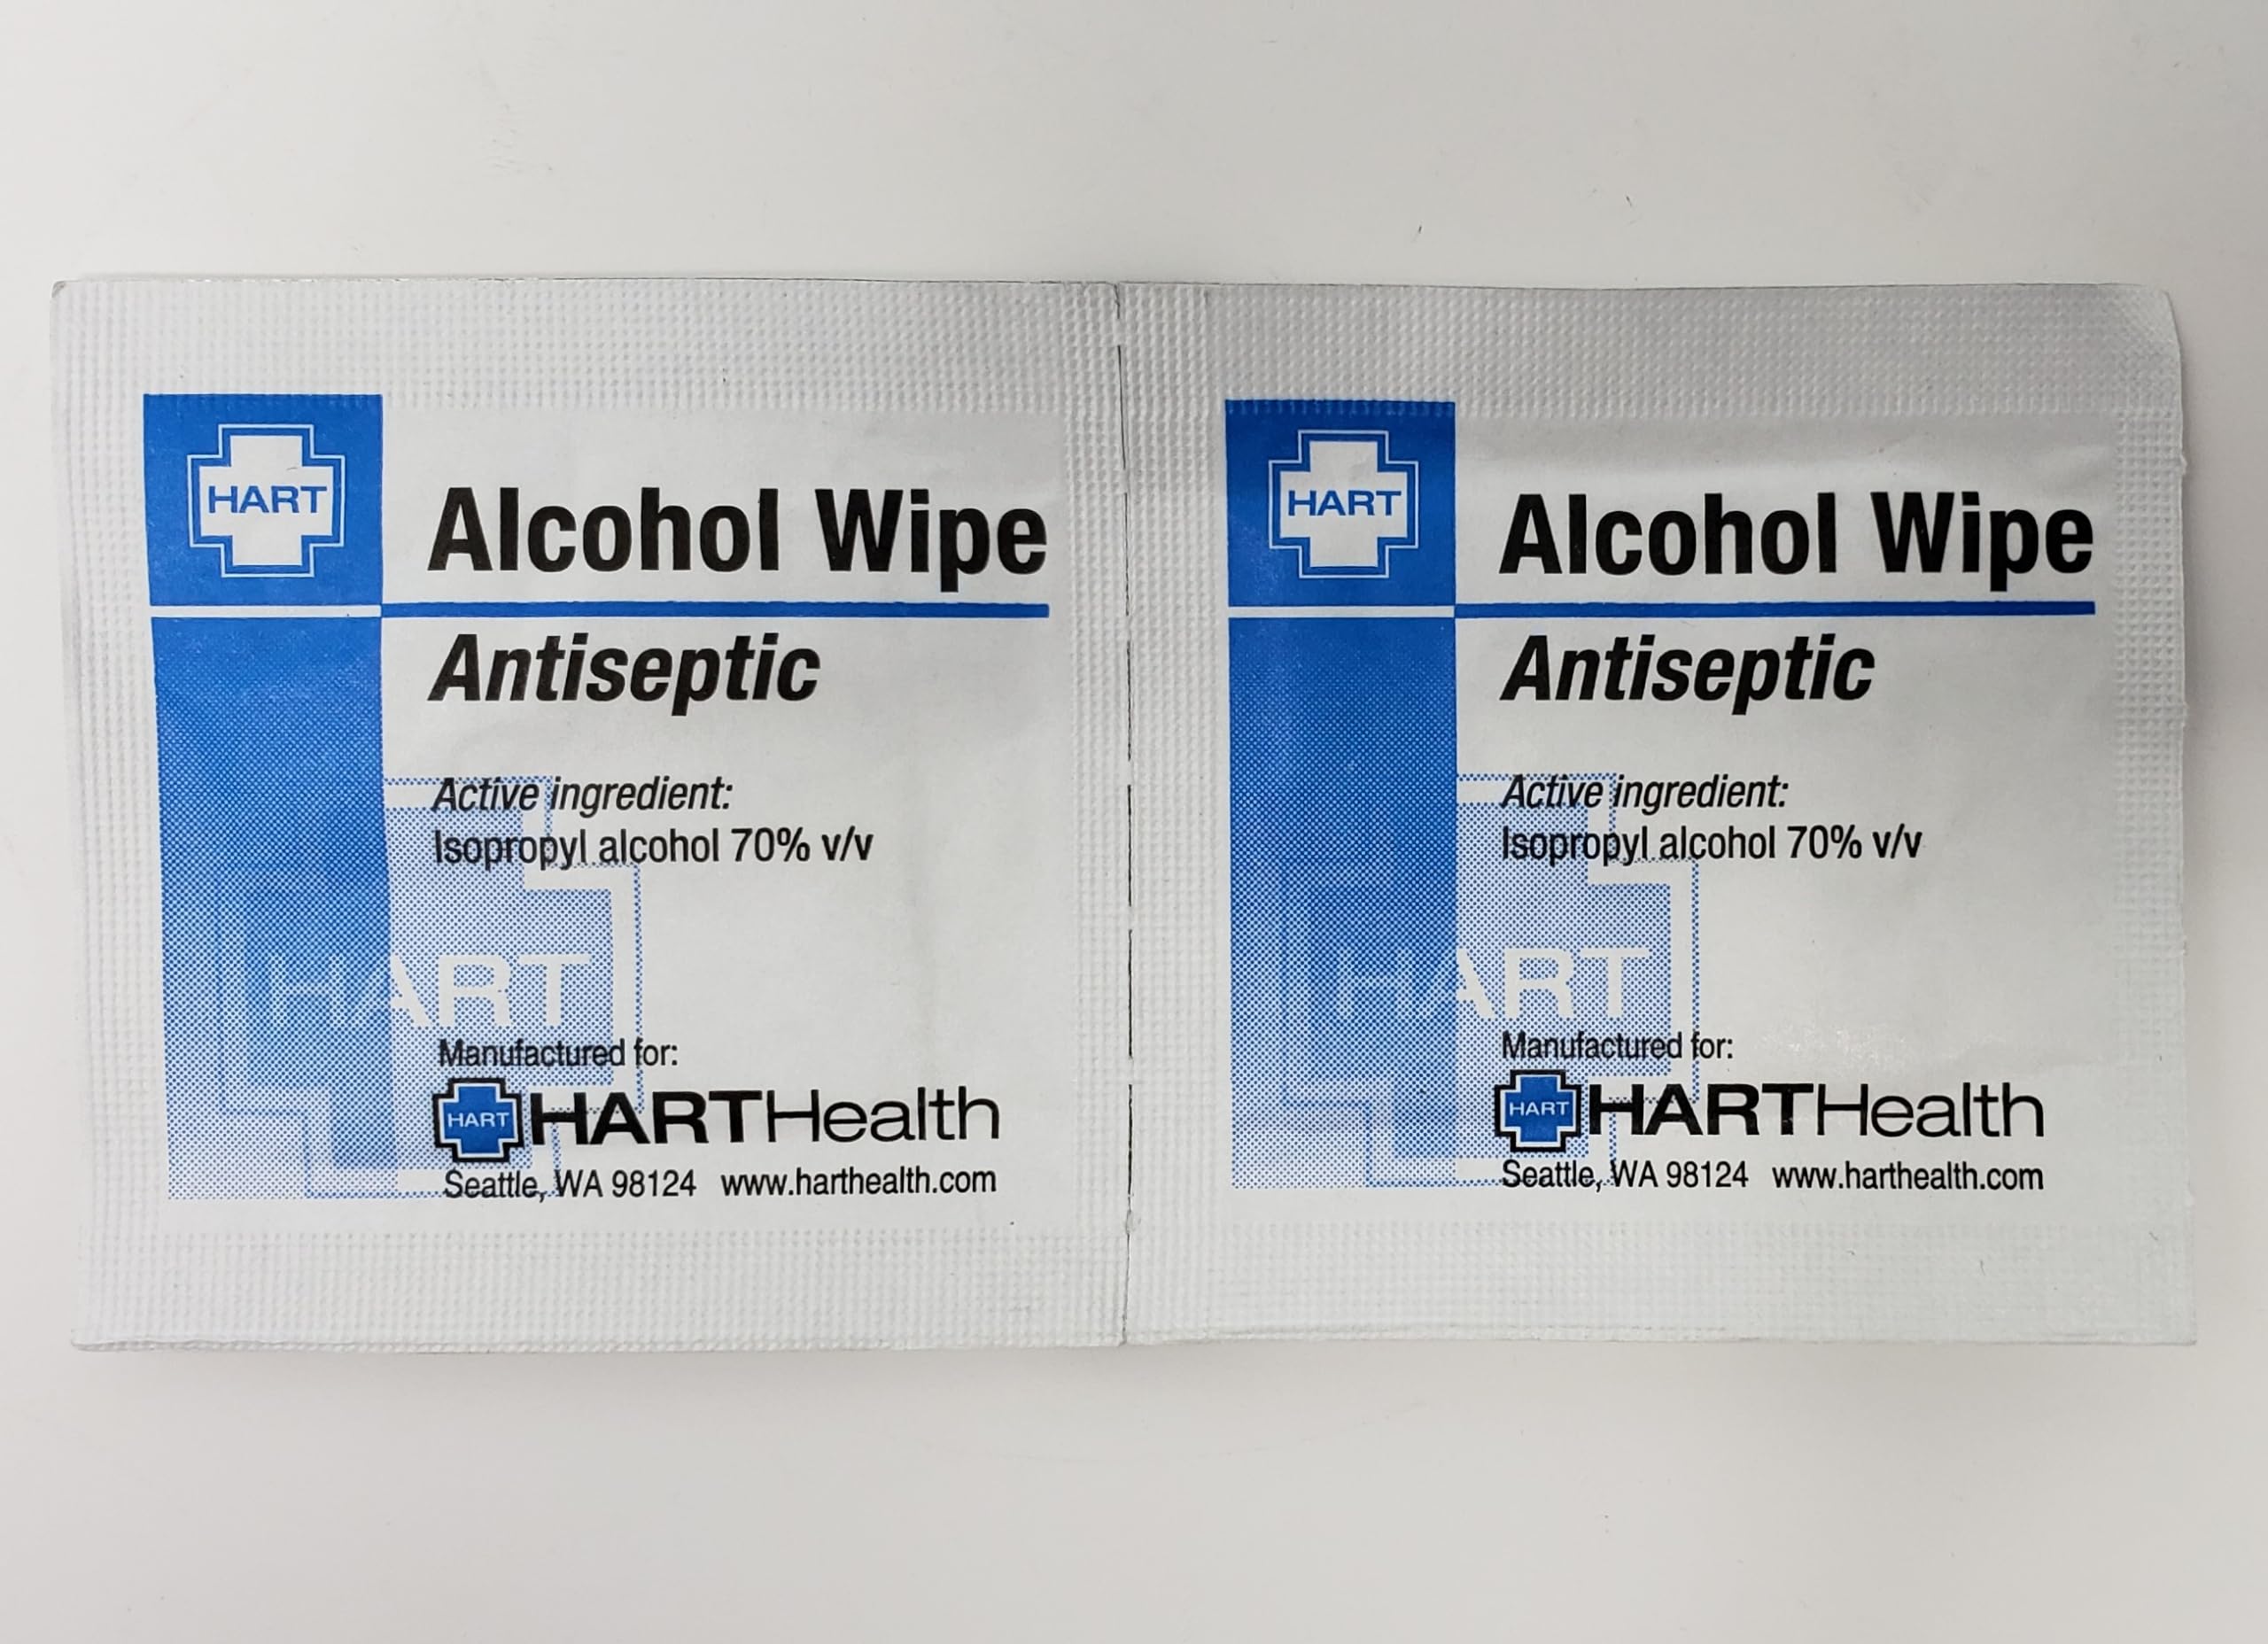 HART
Alcohol Wipe
Antiseptic
Active ingredient:
Isopropyl alcohol 70% v/v
HART
Manufactured for:
HART HARTHealth
Seattle, WA 98124 www.harthealth.com
HART
Alcohol Wipe
Antiseptic
Active ingredient:
Isopropyl alcohol 70% v/v
HART
Manufactured for:
HART HARTHealth
Seattle, WA 98124 www.harthealth.com